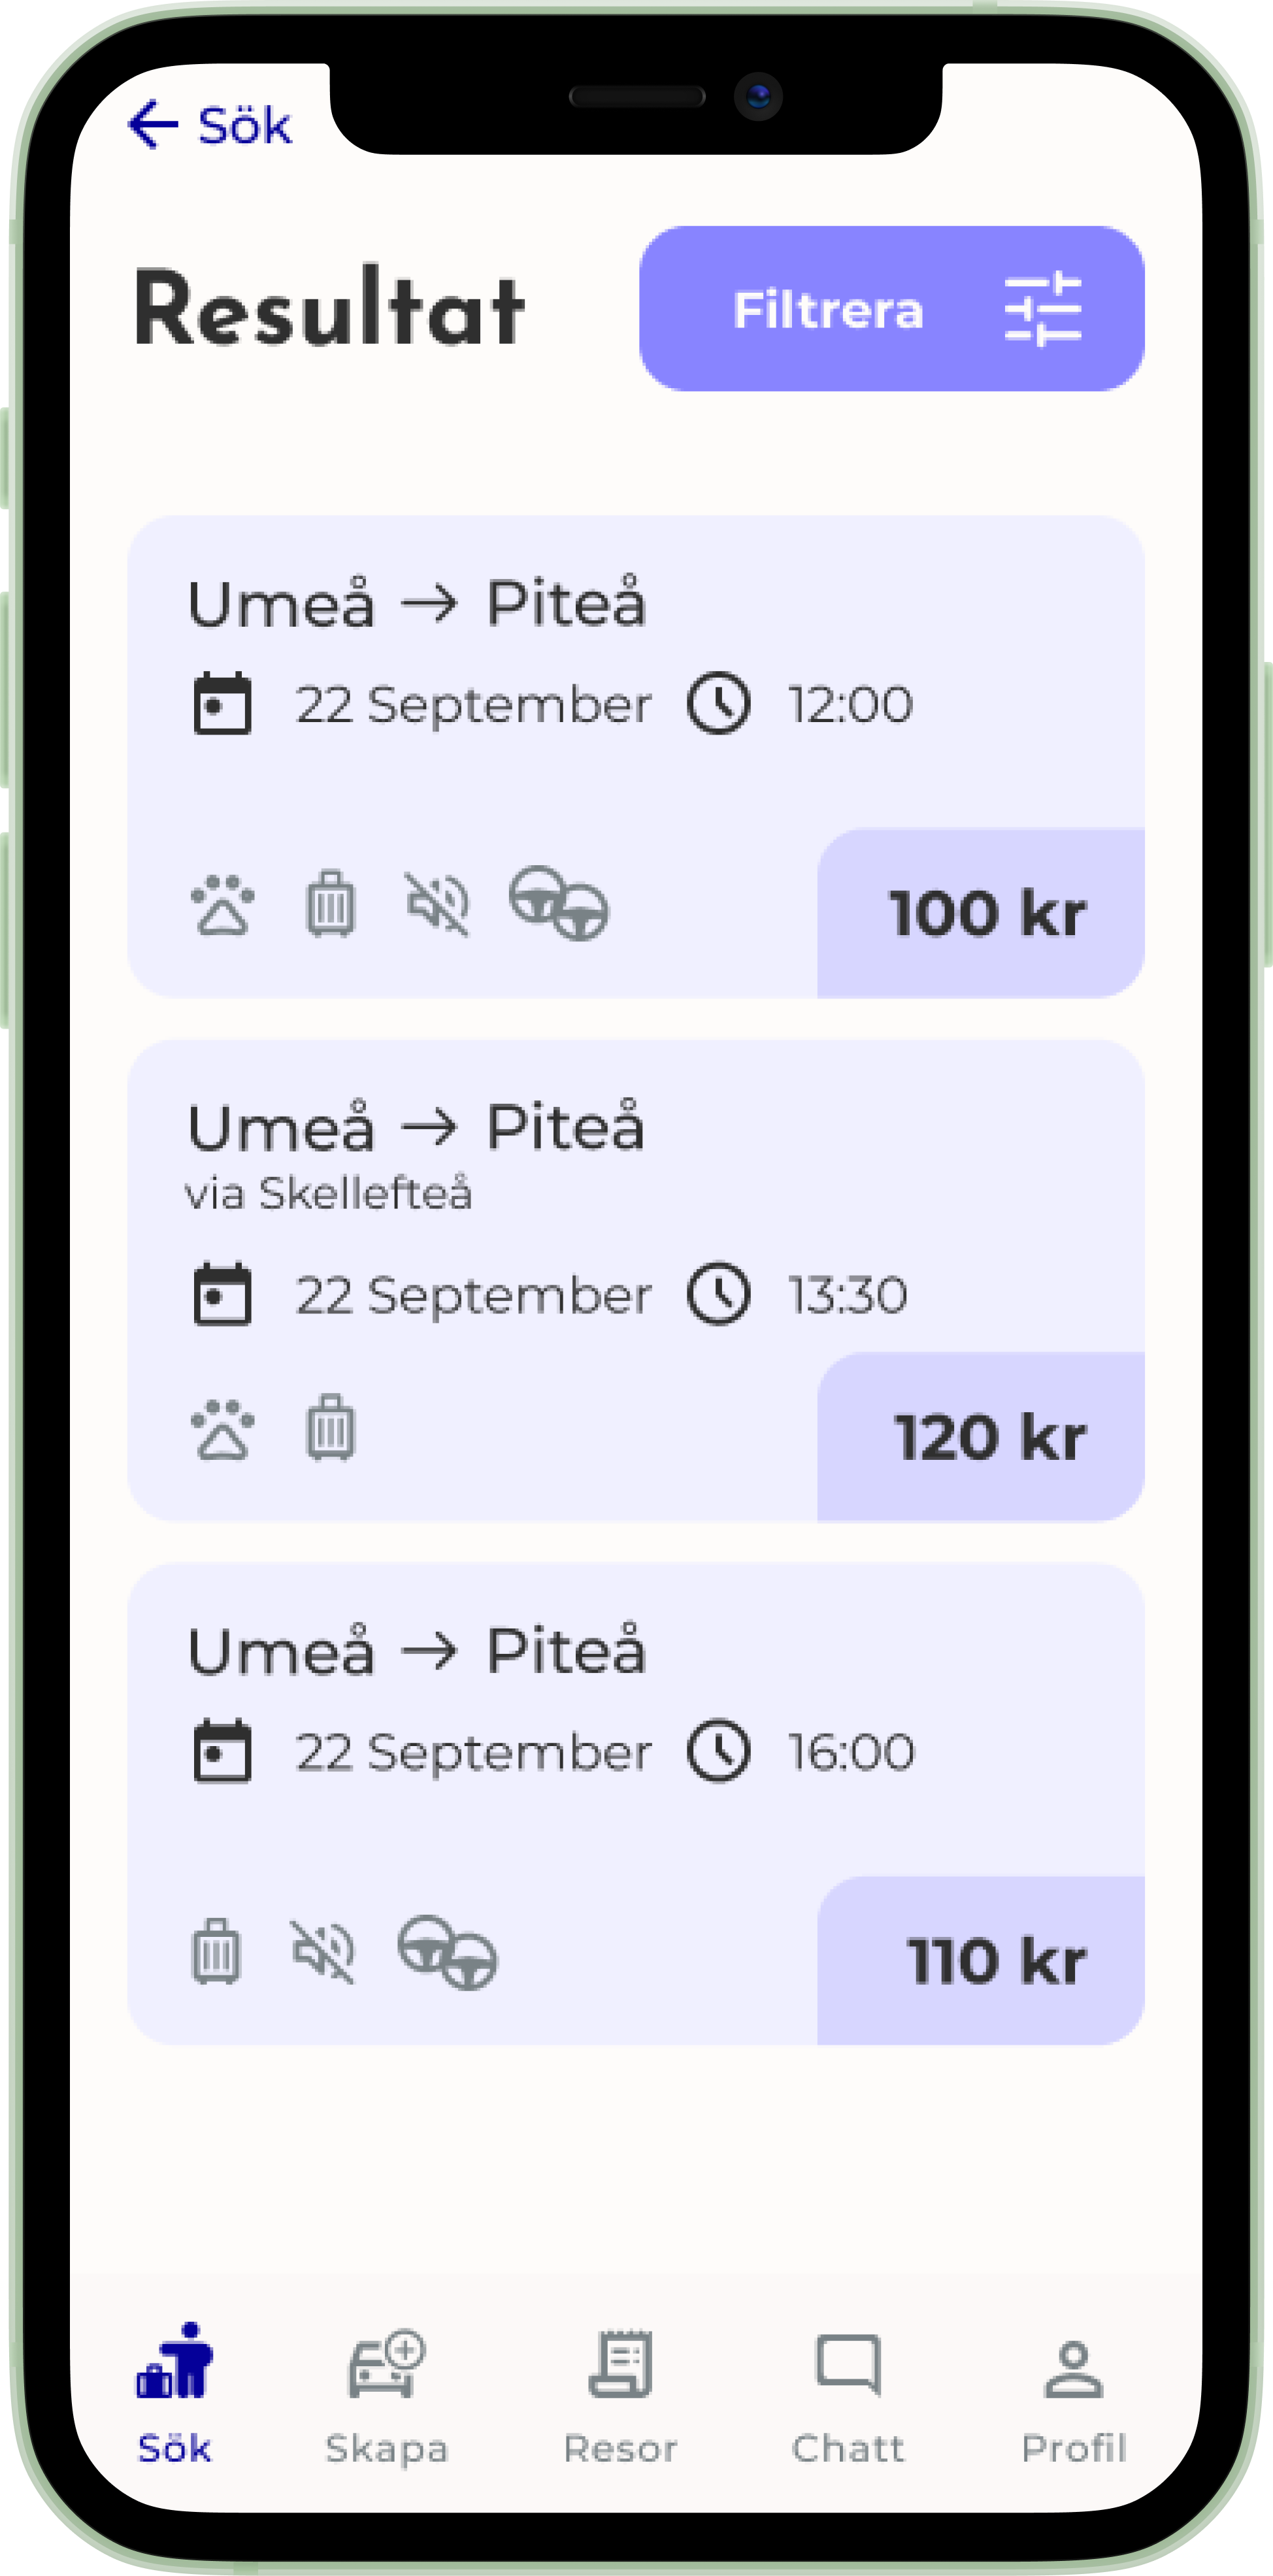 ← Sök
Resultat
Filtrera
Umeå → Piteå
22 September 12:00
100 kr
Umeå → Piteå
via Skellefteå
22 September 13:30
120 kr
Umeå → Piteå
22 September 16:00
110 kr
Sök Skapa Resor Chatt Profil